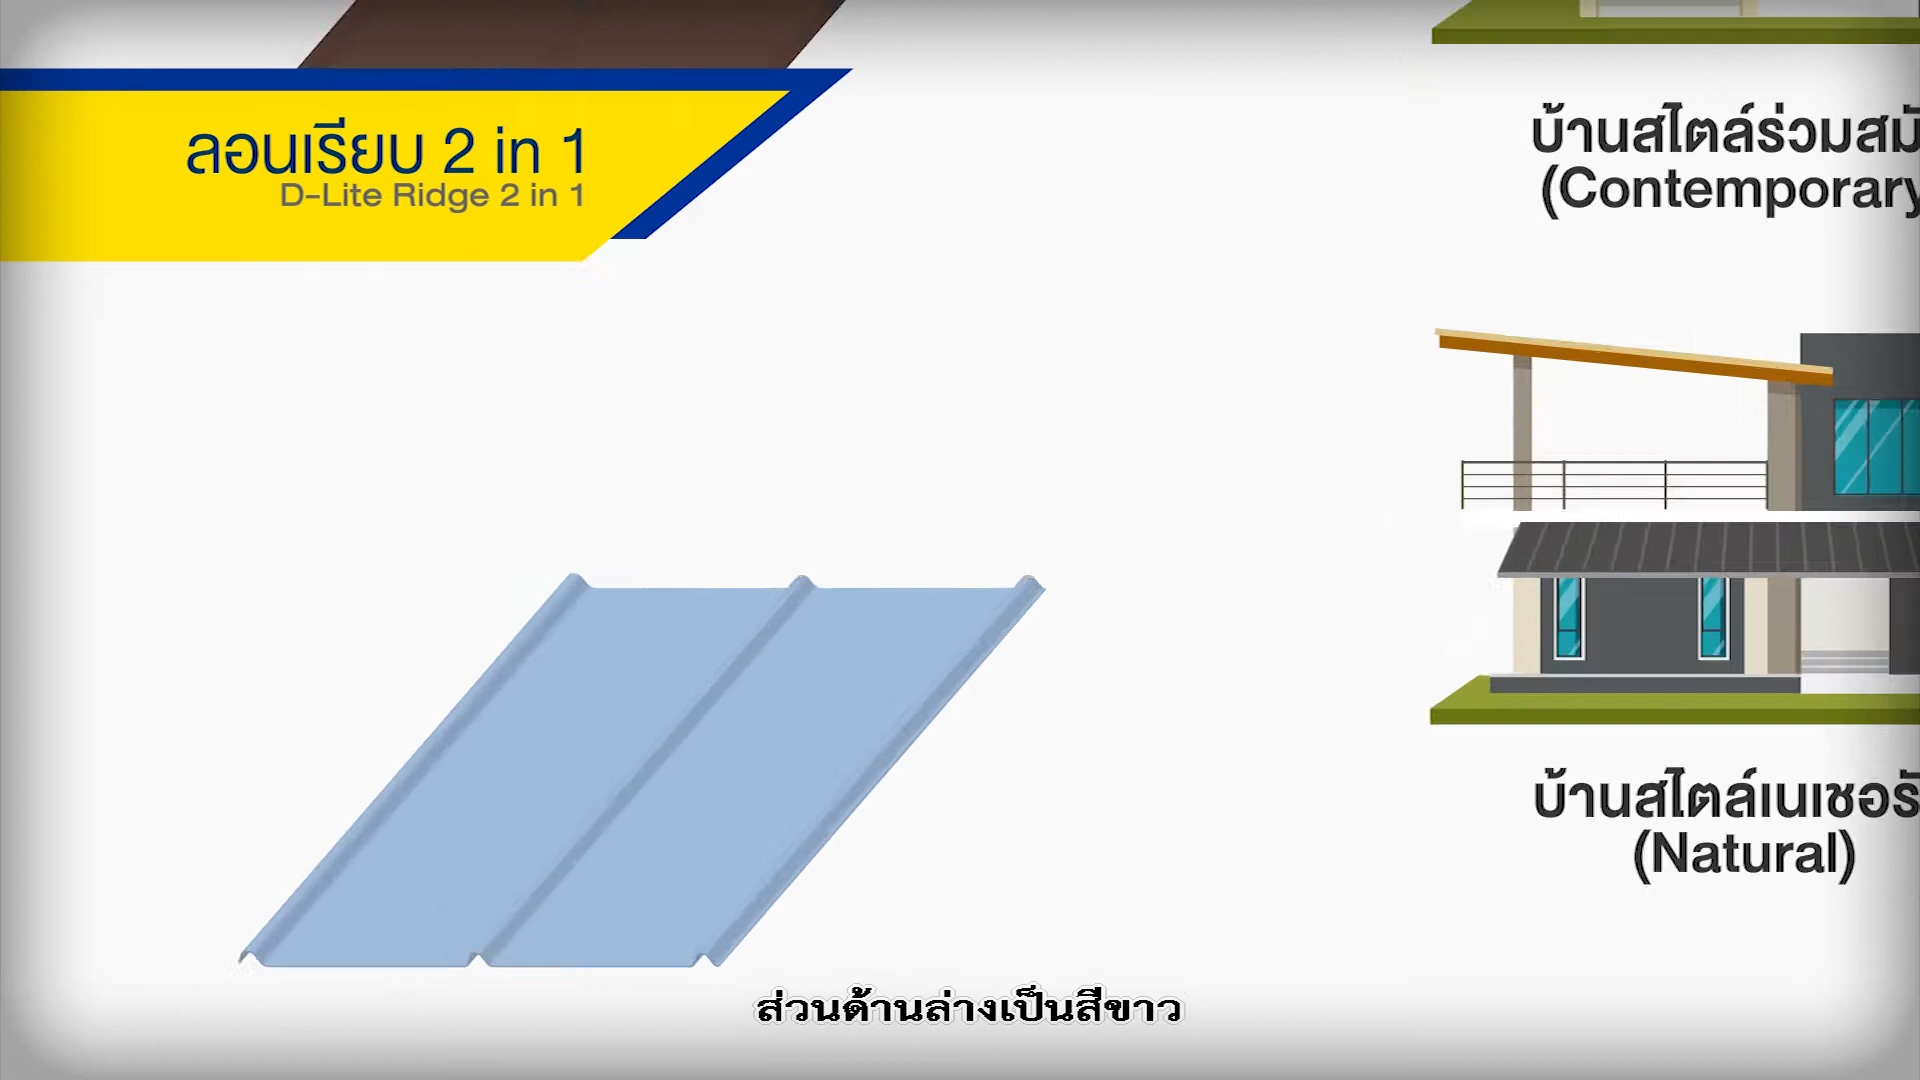 ลอนเรียบ 2 in 1
D-Lite Ridge 2 in 1
บ้านสไตล์ร่วมสมั
(Contemporary
บ้านสไตล์เนเชอรั
(Natural)
ส่วนด้านล่างเป็นสีขาว